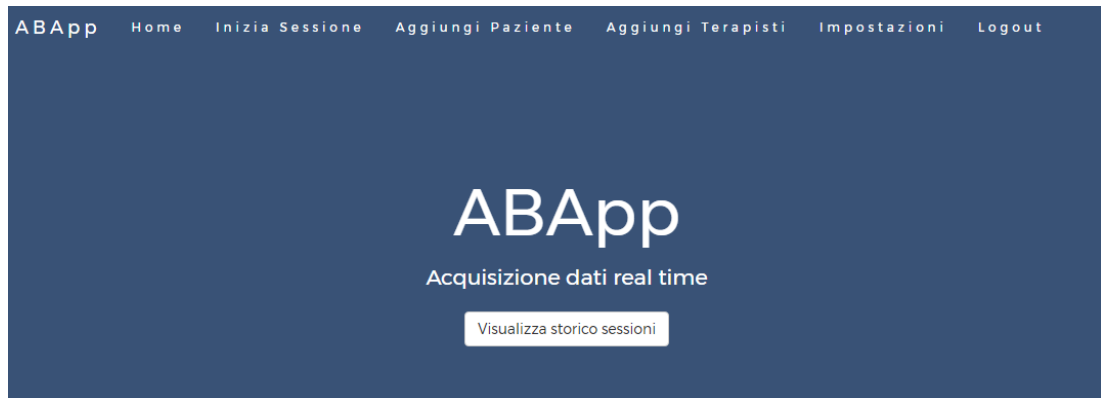 ABApp Home Inizia Sessione Aggiungi Paziente Aggiungi Terapisti Impostazioni Logout
ABApp
Acquisizione dati real time
Visualizza storico sessioni